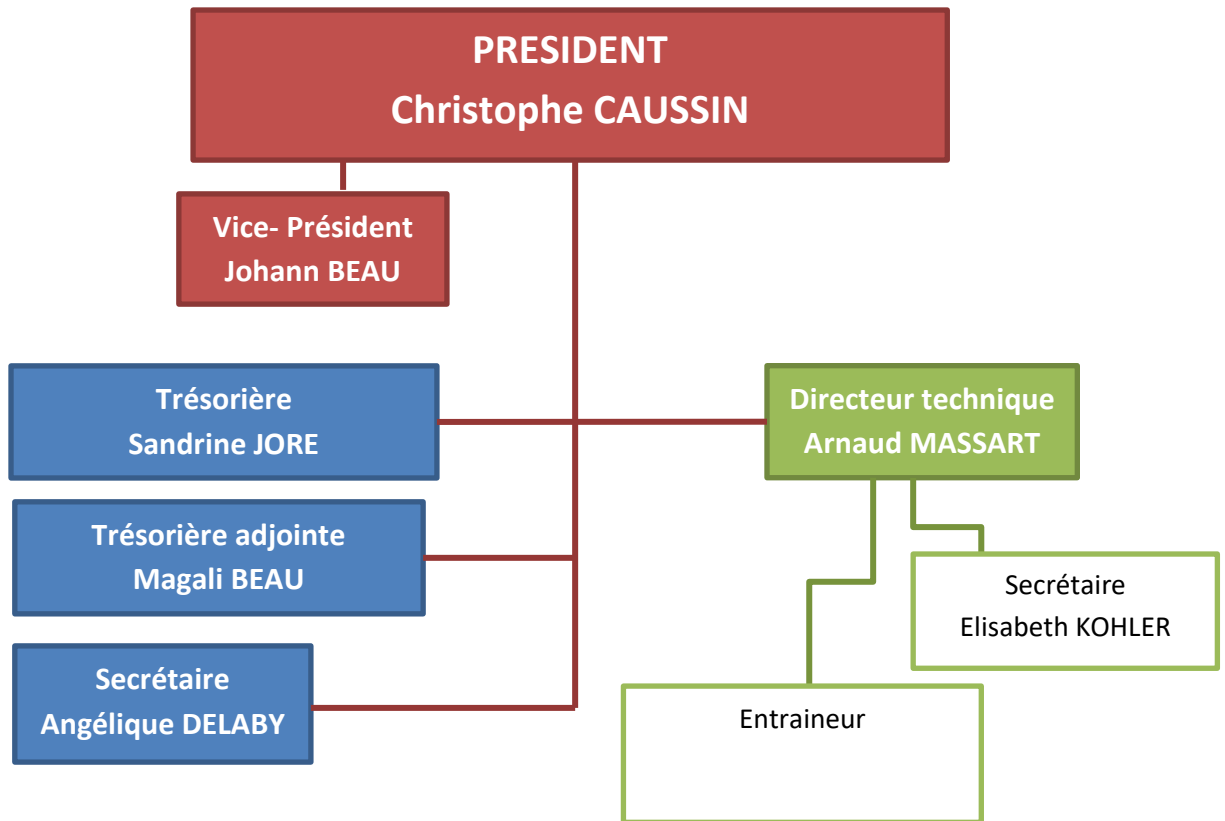 PRESIDENT
Christophe CAUSSIN
Vice- Président
Johann BEAU
Trésorière
Sandrine JORE
Directeur technique
Arnaud MASSART
Trésorière adjointe
Magali BEAU
Secrétaire
Elisabeth KOHLER
Secrétaire
Angélique DELABY
Entraineur